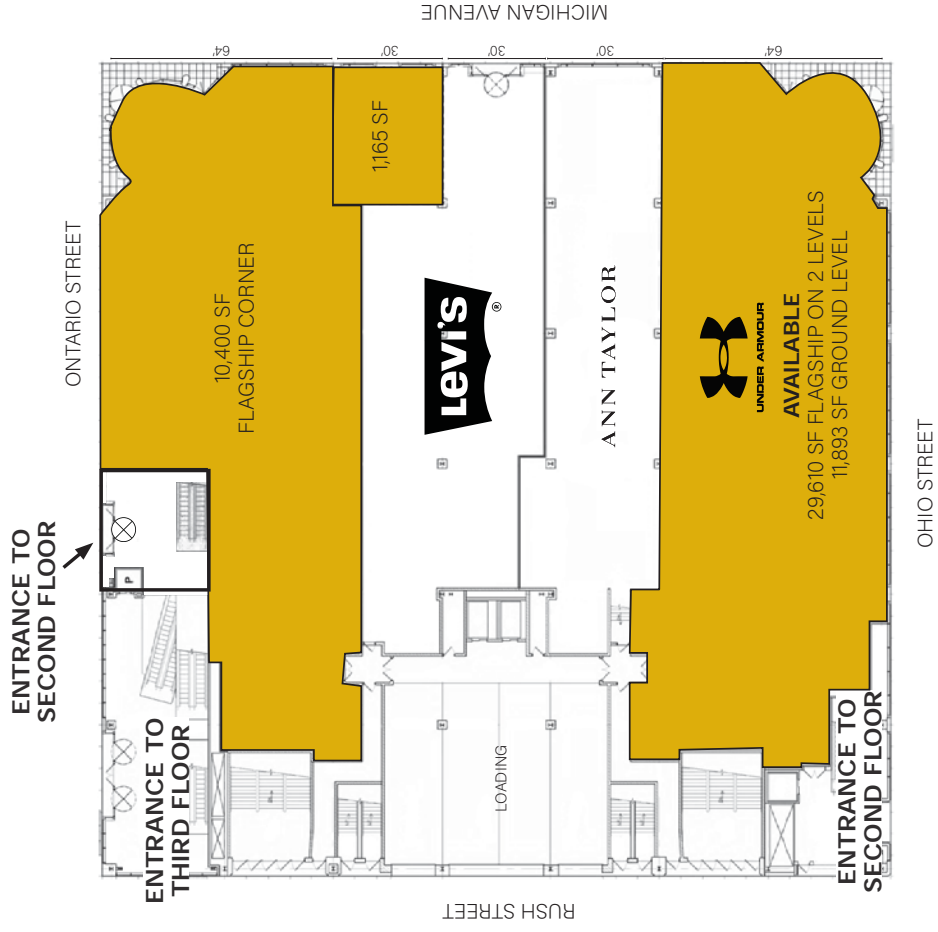 MICHIGAN AVENUE
64'
30'
30'
30'
64'
ONTARIO STREET
10,400 SF
FLAGSHIP CORNER
1,165 SF
Levi's®
ANN TAYLOR
UNDER ARMOUR
AVAILABLE
29,610 SF FLAGSHIP ON 2 LEVELS
11,893 SF GROUND LEVEL
OHIO STREET
ENTRANCE TO
SECOND FLOOR
P
ENTRANCE TO
THIRD FLOOR
LOADING
ENTRANCE TO
SECOND FLOOR
RUSH STREET